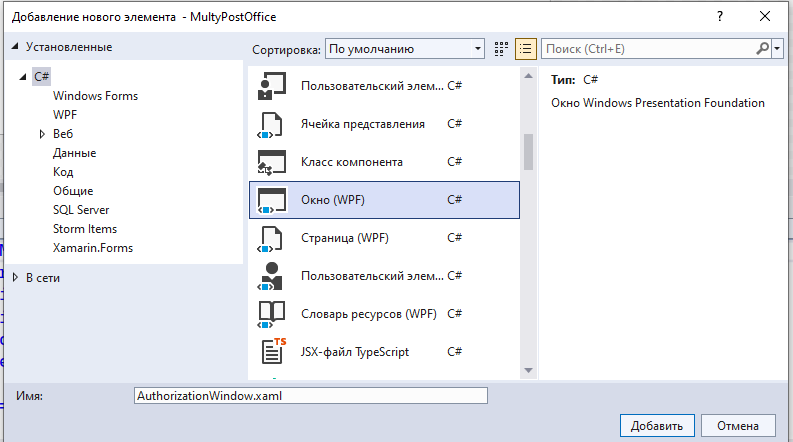 Добавление нового элемента - MultyPostOffice
Установленные
C#
Windows Forms
WPF
Веб
Данные
Код
Общие
SQL Server
Storm Items
Xamarin.Forms
В сети
Сортировка: По умолчанию
Поиск (Ctrl+E)
Пользовательский элем... C#
Ячейка представления C#
Класс компонента C#
Окно (WPF) C#
Страница (WPF) C#
Пользовательский элем... C#
Словарь ресурсов (WPF) C#
TS
JSX-файл TypeScript C#
Тип: C#
Окно Windows Presentation Foundation
Имя: AuthorizationWindow.xaml
Добавить Отмена